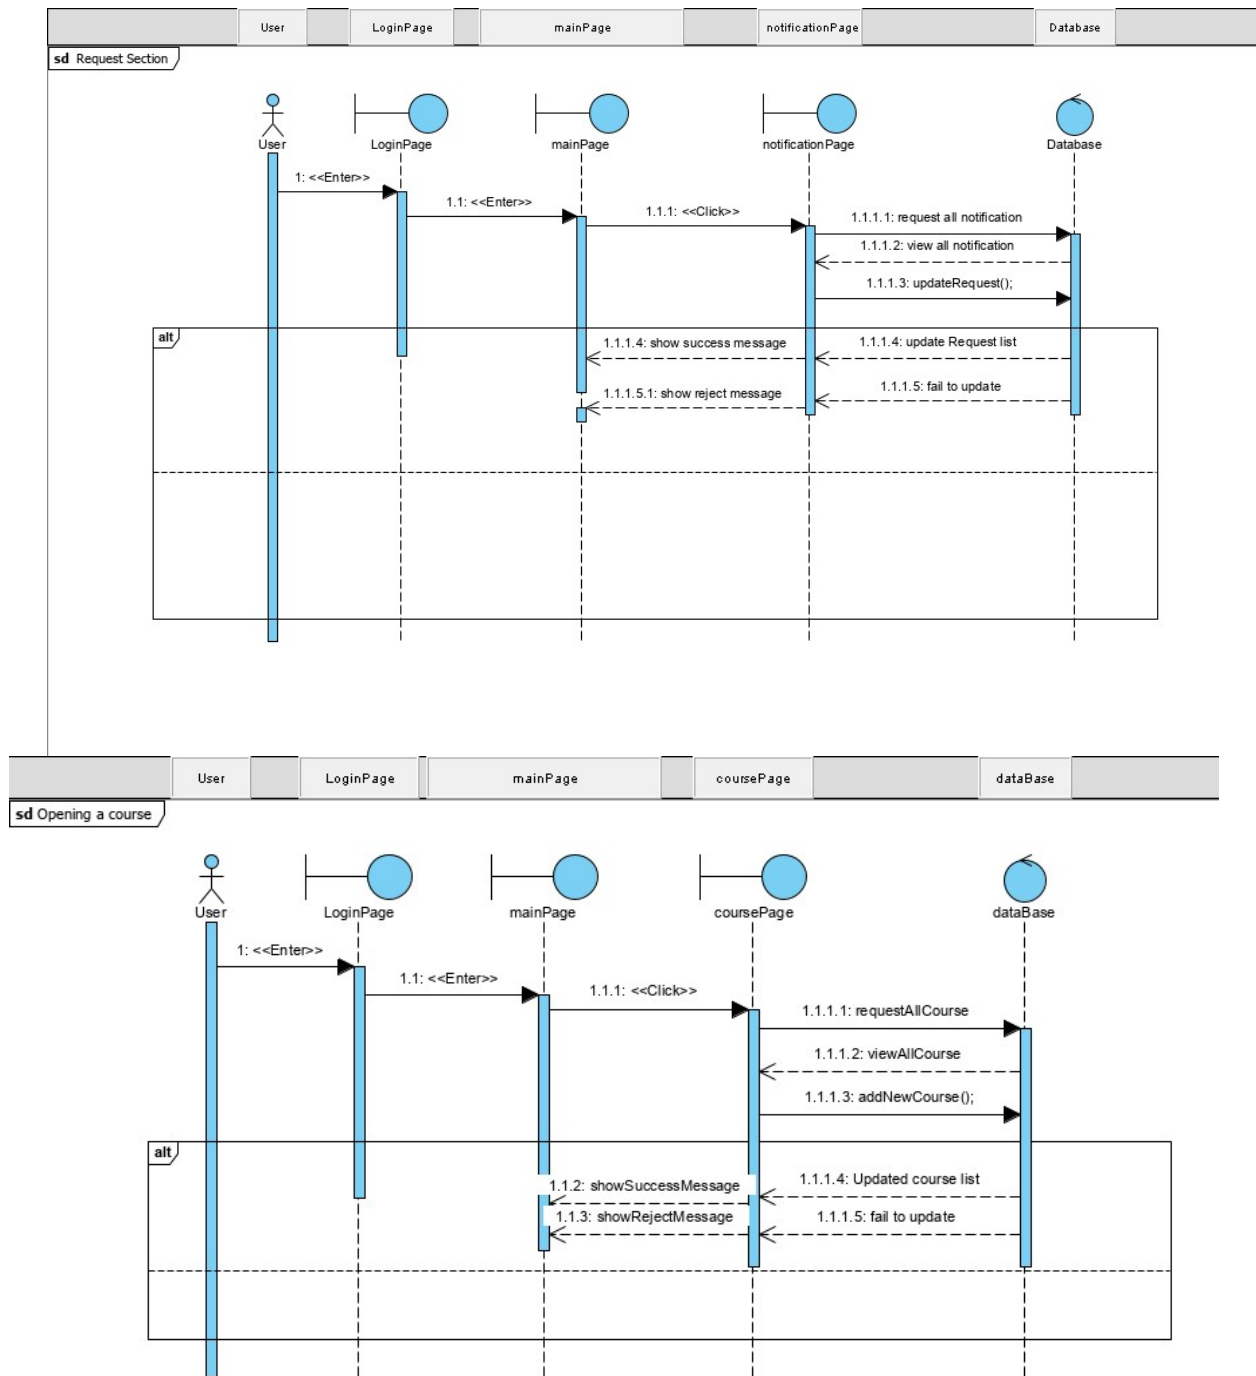 User LoginPage mainPage notificationPage Database
sd Request Section
User LoginPage mainPage notificationPage Database
1: <<Enter>>
1.1: <<Enter>>
1.1.1: <<Click>>
1.1.1.1: request all notification
1.1.1.2: view all notification
1.1.1.3: updateRequest();
alt
1.1.1.4: show success message 1.1.1.4: update Request list
1.1.1.5.1: show reject message 1.1.1.5: fail to update
User LoginPage mainPage coursePage dataBase
sd Opening a course
User LoginPage mainPage coursePage dataBase
1: <<Enter>>
1.1: <<Enter>>
1.1.1: <<Click>>
1.1.1.1: requestAllCourse
1.1.1.2: viewAllCourse
1.1.1.3: addNewCourse();
alt
1.1.2: showSuccessMessage 1.1.1.4: Updated course list
1.1.3: showRejectMessage 1.1.1.5: fail to update